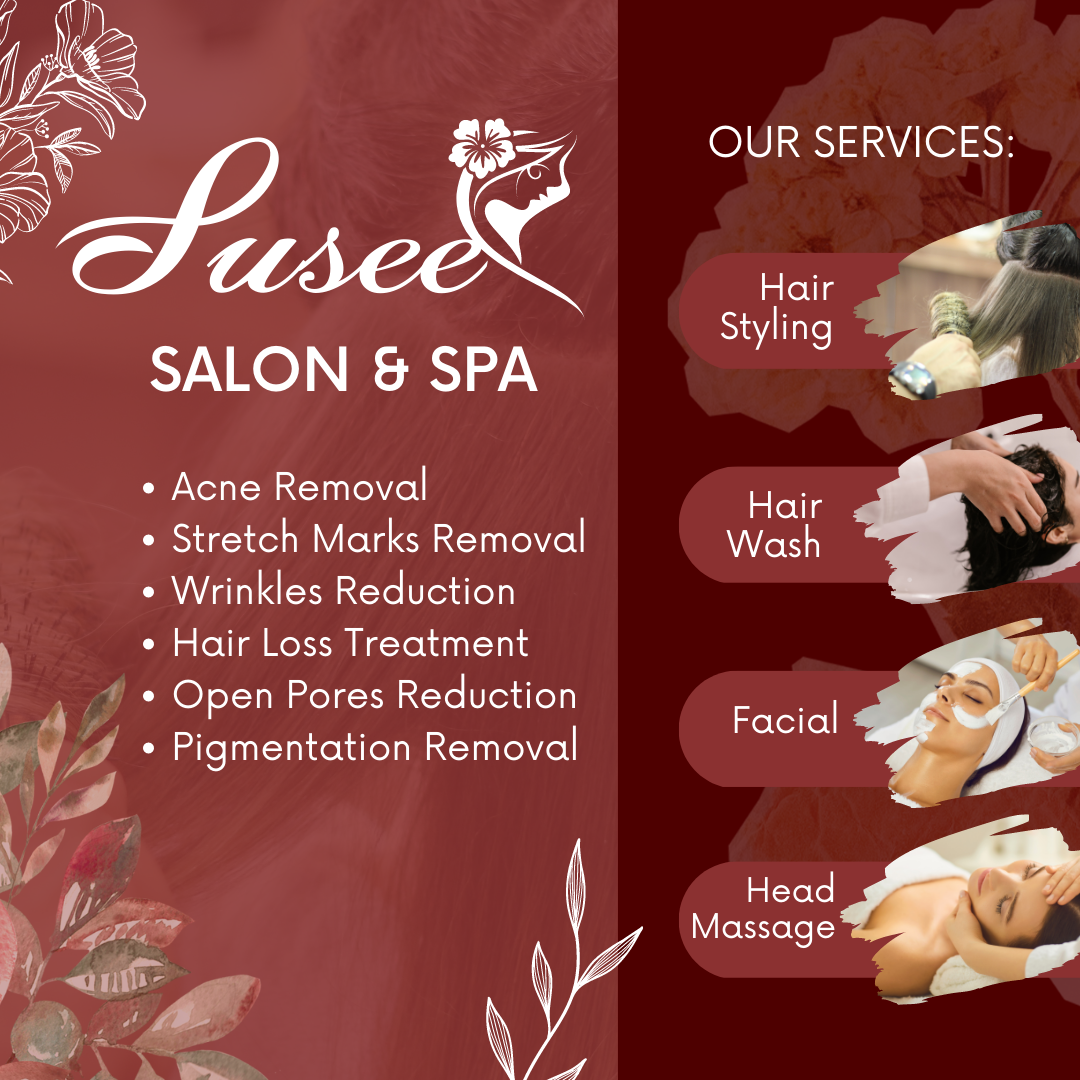 Susee
SALON & SPA
• Acne Removal
• Stretch Marks Removal
• Wrinkles Reduction
• Hair Loss Treatment
• Open Pores Reduction
• Pigmentation Removal
OUR SERVICES:
Hair
Styling
Hair
Wash
Facial
Head
Massage